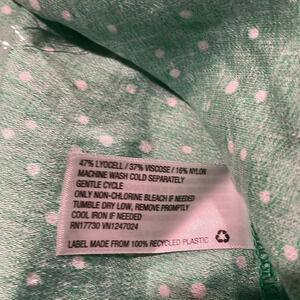 47% LYOCELL / 37% VISCOSE / 16% NYLON
MACHINE WASH COLD SEPARATELY
GENTLE CYCLE
ONLY NON-CHLORINE BLEACH IF NEEDED
TUMBLE DRY LOW, REMOVE PROMPTLY
COOL IRON IF NEEDED
RN17730 VN1247024
LABEL MADE FROM 100% RECYCLED PLASTIC